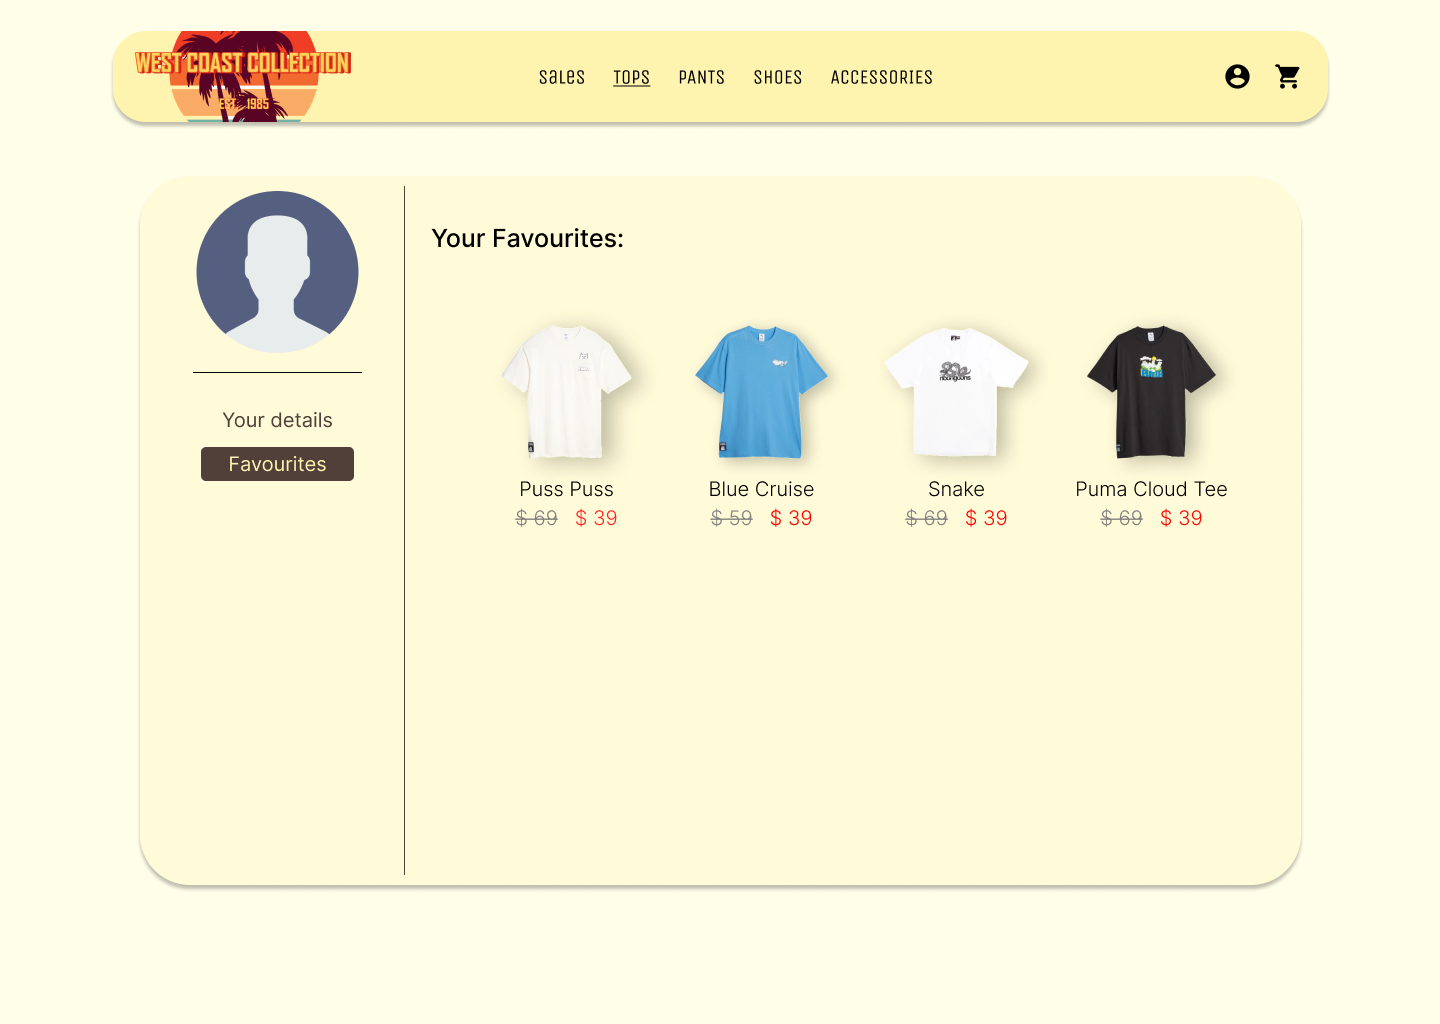 WEST COAST COLLECTION
EST. 1985
SaLeS TOPS PANTS SHOES ACCESSORIES
Your Favourites:
Your details
Favourites
Puss Puss Blue Cruise Snake Puma Cloud Tee
$ 69 $ 39 $ 59 $ 39 $ 69 $ 39 $ 69 $ 39